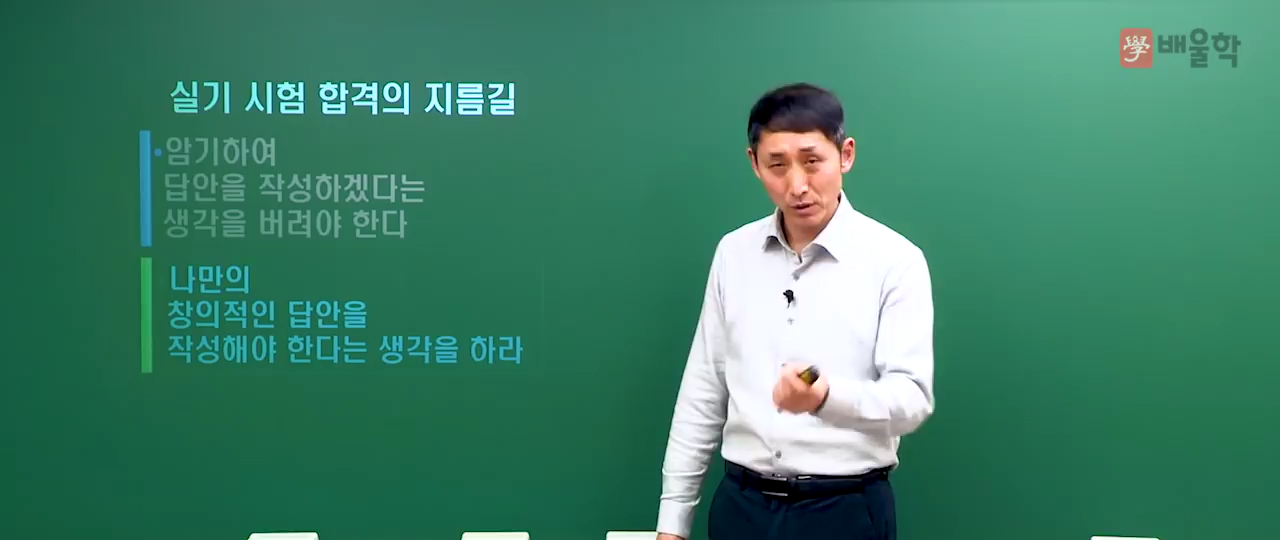 學 배울학
실기 시험 합격의 지름길
•암기하여
답안을 작성하겠다는
생각을 버려야 한다
나만의
창의적인 답안을
작성해야 한다는 생각을 하라